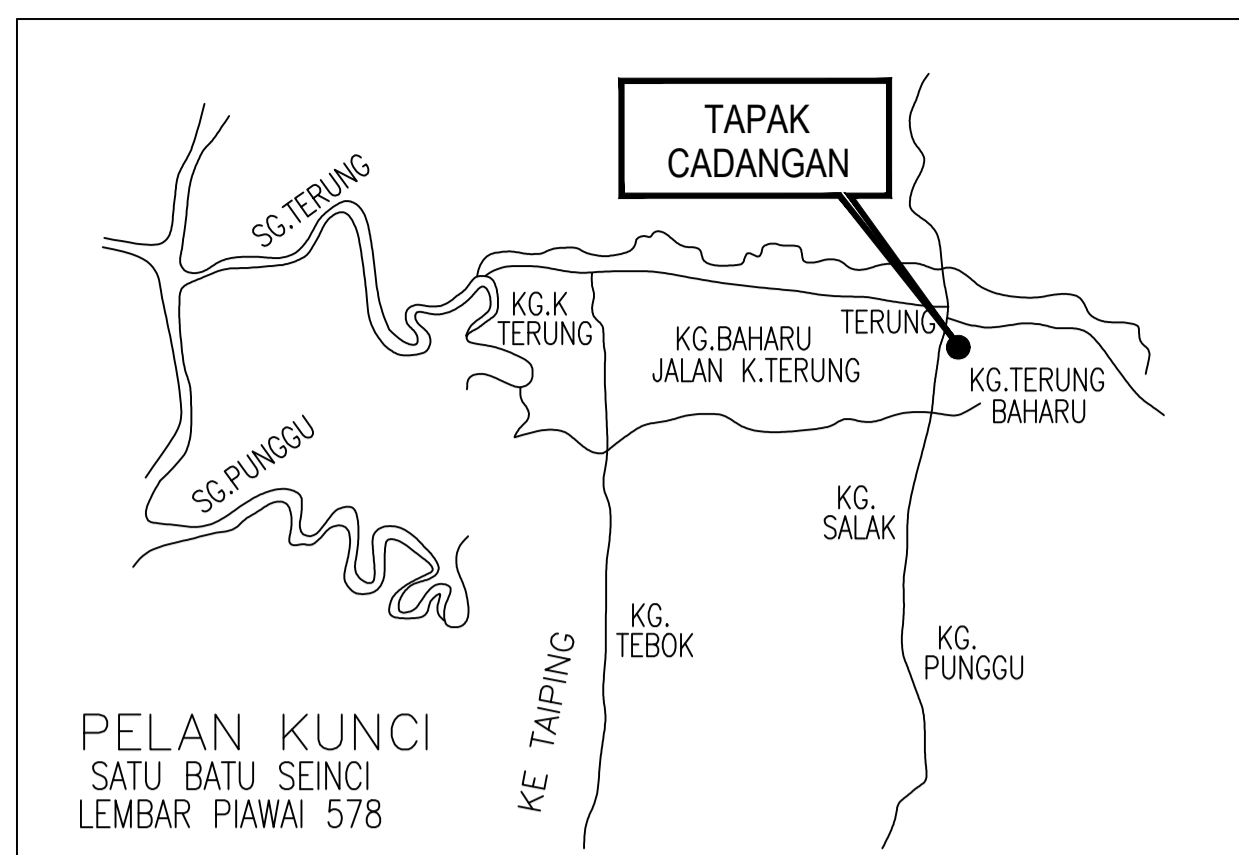 TAPAK
CADANGAN
SG.TERUNG
KG.K
TERUNG
KG.BAHARU
JALAN K.TERUNG
TERUNG
KG.TERUNG
BAHARU
SG.PUNGGU
KG.
SALAK
KG.
TEBOK
KG.
PUNGGU
KE TAIPING
PELAN KUNCI
SATU BATU SEINCI
LEMBAR PIAWAI 578